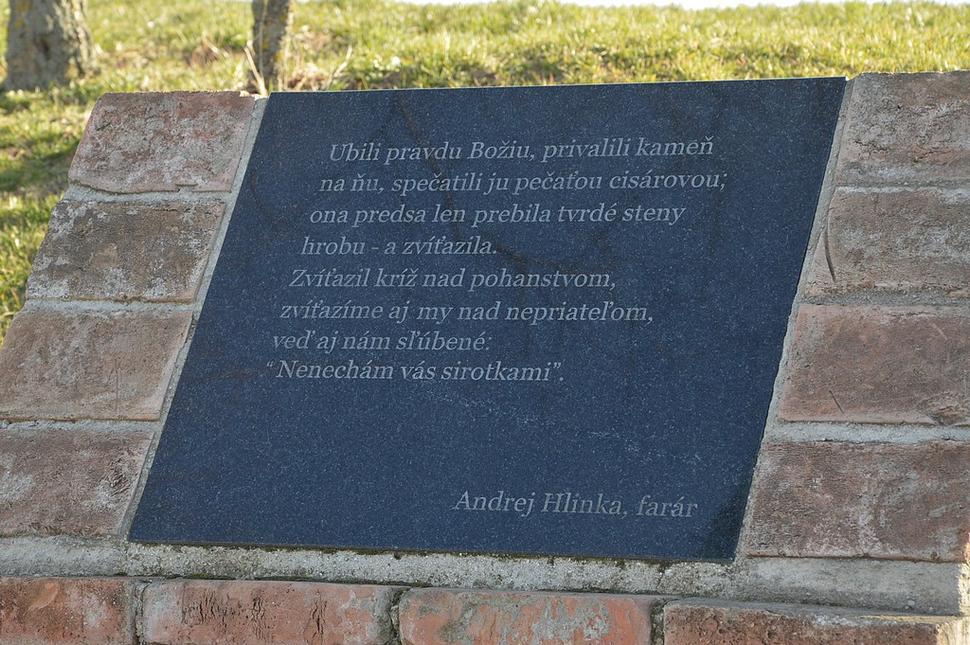 Ubili pravdu Božiu, privalili kameň
na ňu, spečatili ju pečaťou cisárovou;
ona predsa len prebila tvrdé steny
hrobu - a zvíťazila.
Zvíťazil kríž nad pohanstvom,
zvíťazíme aj my nad nepriateľom,
veď aj nám sľúbené:
“Nenechám vás sirotkami”.
Andrej Hlinka, farár